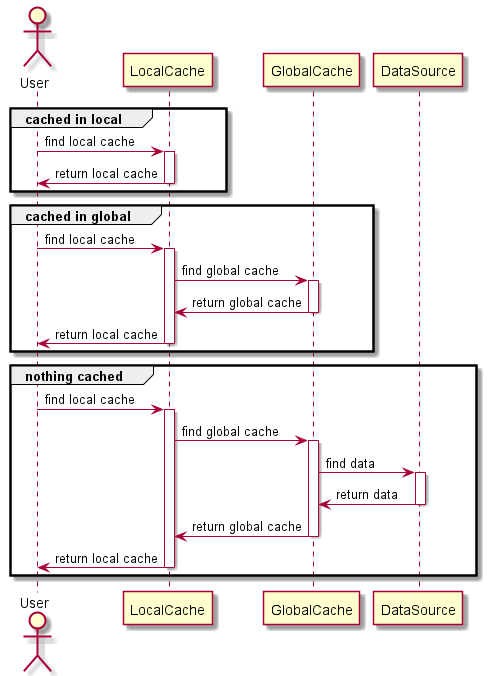 User
LocalCache
GlobalCache
DataSource
cached in local
find local cache
return local cache
cached in global
find local cache
find global cache
return global cache
return local cache
nothing cached
find local cache
find global cache
find data
return data
return global cache
return local cache
User
LocalCache
GlobalCache
DataSource